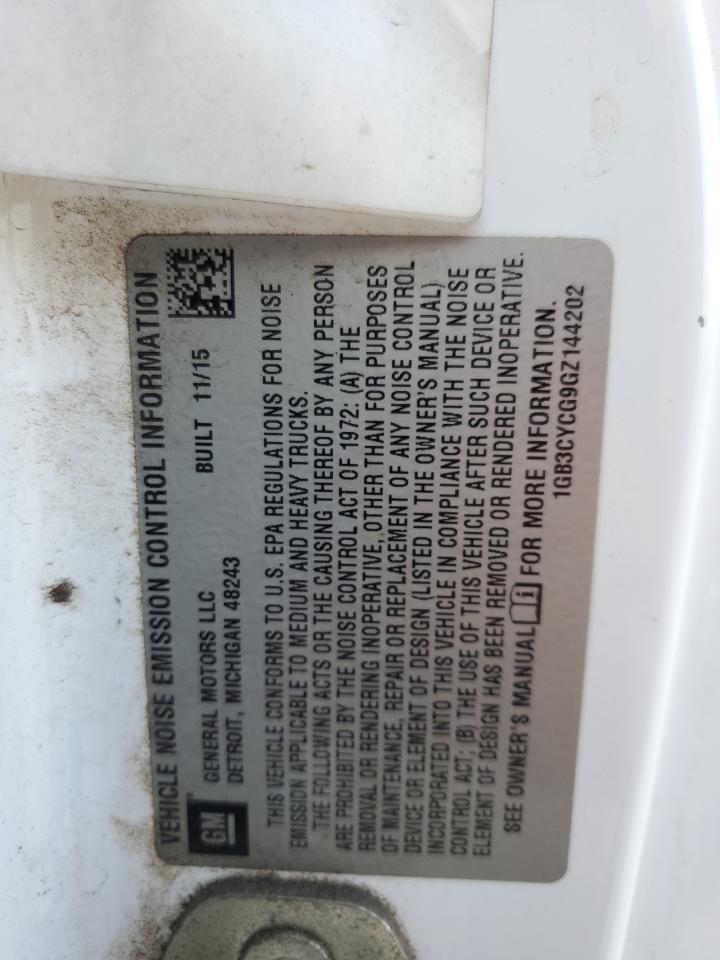 VEHICLE NOISE EMISSION CONTROL INFORMATION
GM
GENERAL MOTORS LLC
DETROIT, MICHIGAN 48243
BUILT 11/15
THIS VEHICLE CONFORMS TO U.S. EPA REGULATIONS FOR NOISE
EMISSION APPLICABLE TO MEDIUM AND HEAVY TRUCKS.
THE FOLLOWING ACTS OR THE CAUSING THEREOF BY ANY PERSON
ARE PROHIBITED BY THE NOISE CONTROL ACT OF 1972: (A) THE
REMOVAL OR RENDERING INOPERATIVE, OTHER THAN FOR PURPOSES
OF MAINTENANCE, REPAIR OR REPLACEMENT OF ANY NOISE CONTROL
DEVICE OR ELEMENT OF DESIGN (LISTED IN THE OWNER'S MANUAL)
INCORPORATED INTO THIS VEHICLE IN COMPLIANCE WITH THE NOISE
CONTROL ACT; (B) THE USE OF THIS VEHICLE AFTER SUCH DEVICE OR
ELEMENT OF DESIGN HAS BEEN REMOVED OR RENDERED INOPERATIVE.
SEE OWNER'S MANUAL i FOR MORE INFORMATION.
1GB3CYCG9GZ144202